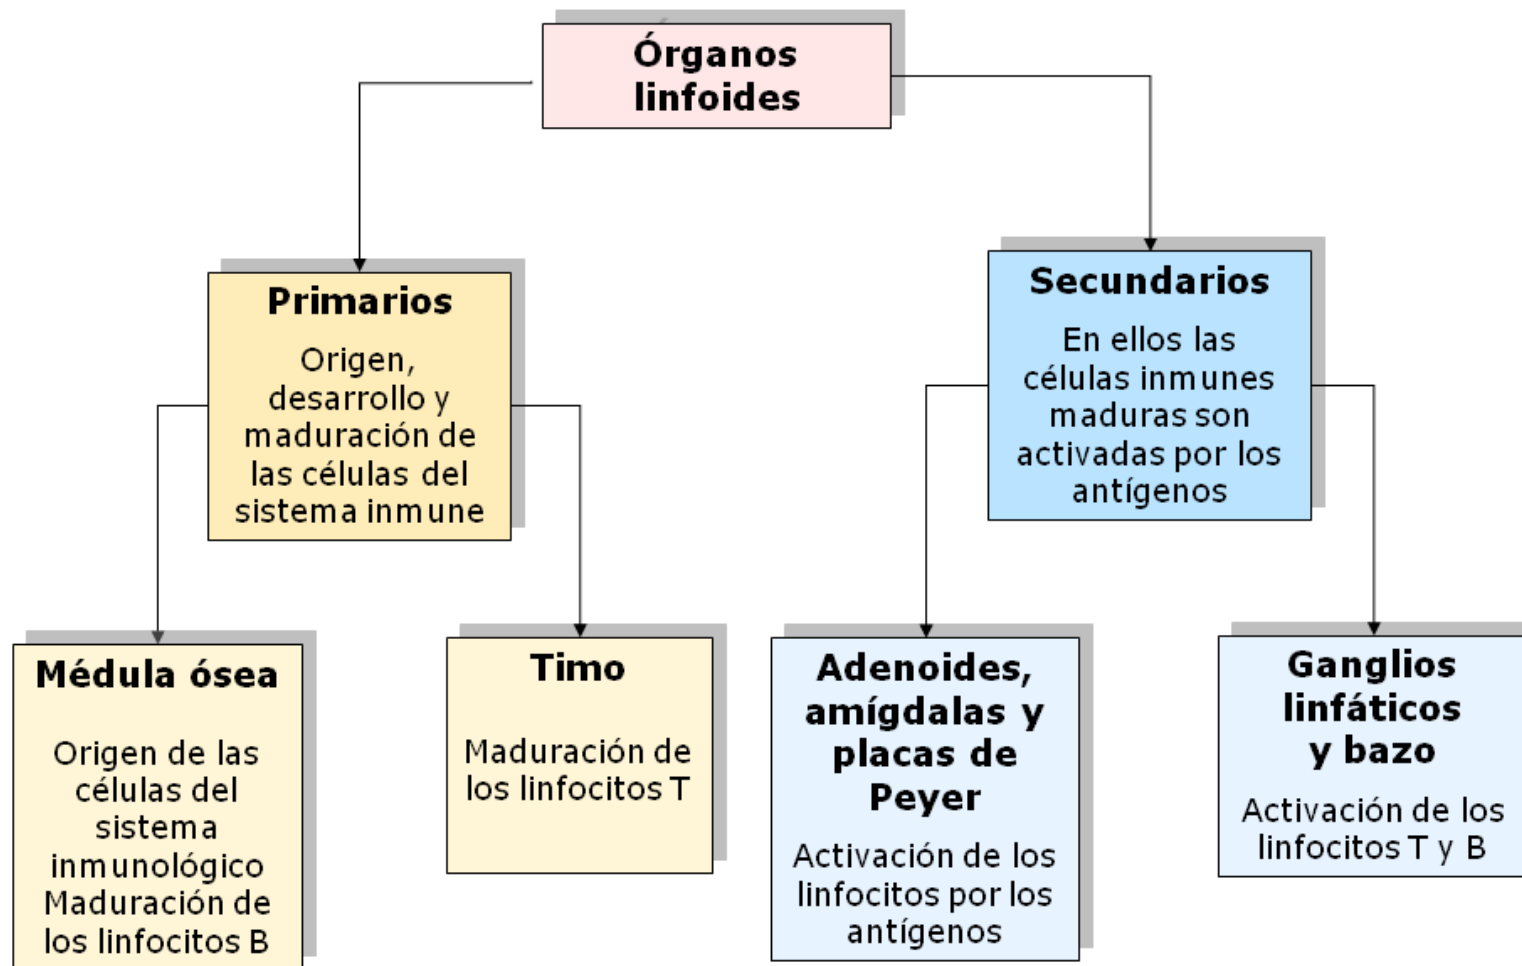 Órganos
linfoides
Primarios
Origen,
desarrollo y
maduración de
las células del
sistema inmune
Secundarios
En ellos las
células inmunes
maduras son
activadas por los
antígenos
Médula ósea
Origen de las
células del
sistema
inmunológico
Maduración de
los linfocitos B
Timo
Maduración de
los linfocitos T
Adenoides,
amígdalas y
placas de
Peyer
Activación de los
linfocitos por los
antígenos
Ganglios
linfáticos
y bazo
Activación de los
linfocitos T y B